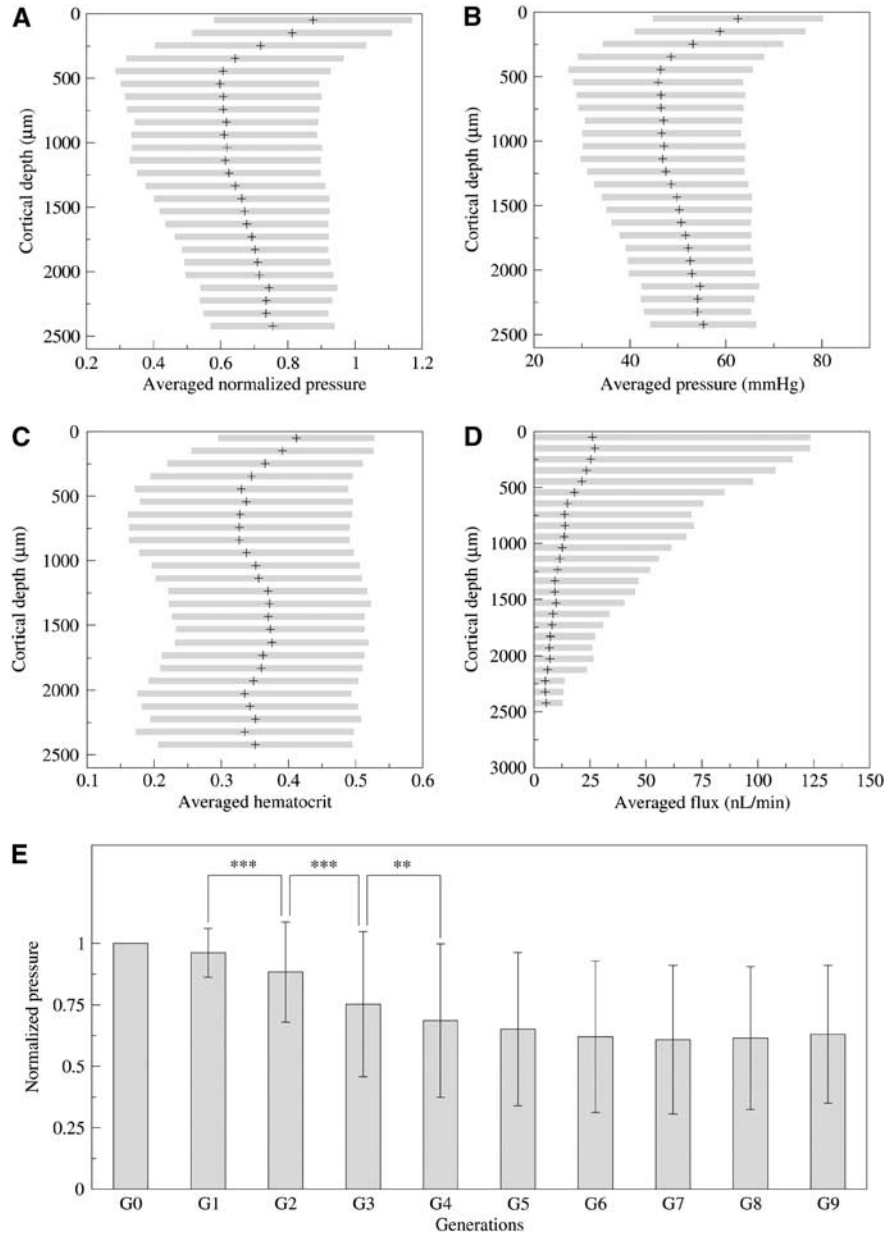 A
0
500
1000
1500
2000
2500
Cortical depth (μm)
0.2 0.4 0.6 0.8 1 1.2
Averaged normalized pressure
B
0
500
1000
1500
2000
2500
Cortical depth (μm)
20 40 60 80
Averaged pressure (mmHg)
C
0
500
1000
1500
2000
2500
Cortical depth (μm)
0.1 0.2 0.3 0.4 0.5 0.6
Averaged hematocrit
D
0
500
1000
1500
2000
2500
3000
Cortical depth (μm)
0 25 50 75 100 125 150
Averaged flux (nL/min)
E
*** *** **
1
0.75
0.5
0.25
0
Normalized pressure
G0 G1 G2 G3 G4 G5 G6 G7 G8 G9
Generations